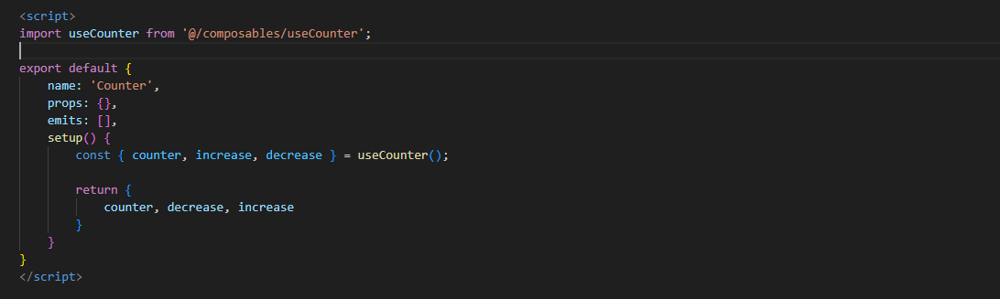 <script>
import useCounter from '@/composables/useCounter';
export default {
name: 'Counter',
props: {},
emits: [],
setup() {
const { counter, increase, decrease } = useCounter();
return {
counter, decrease, increase
}
}
}
</script>